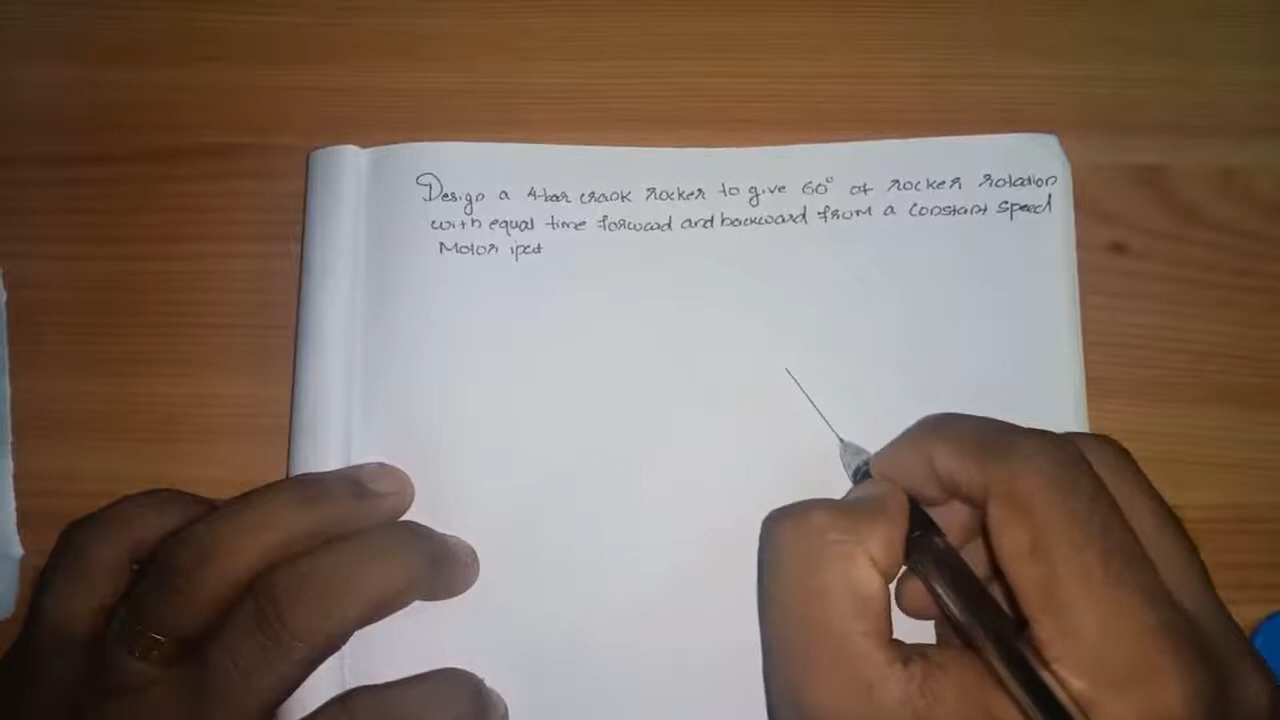 Design a 4-bar crank rocker to give 60° of rocker rotation
with equal time forward and backward from a constant speed
Motor iput